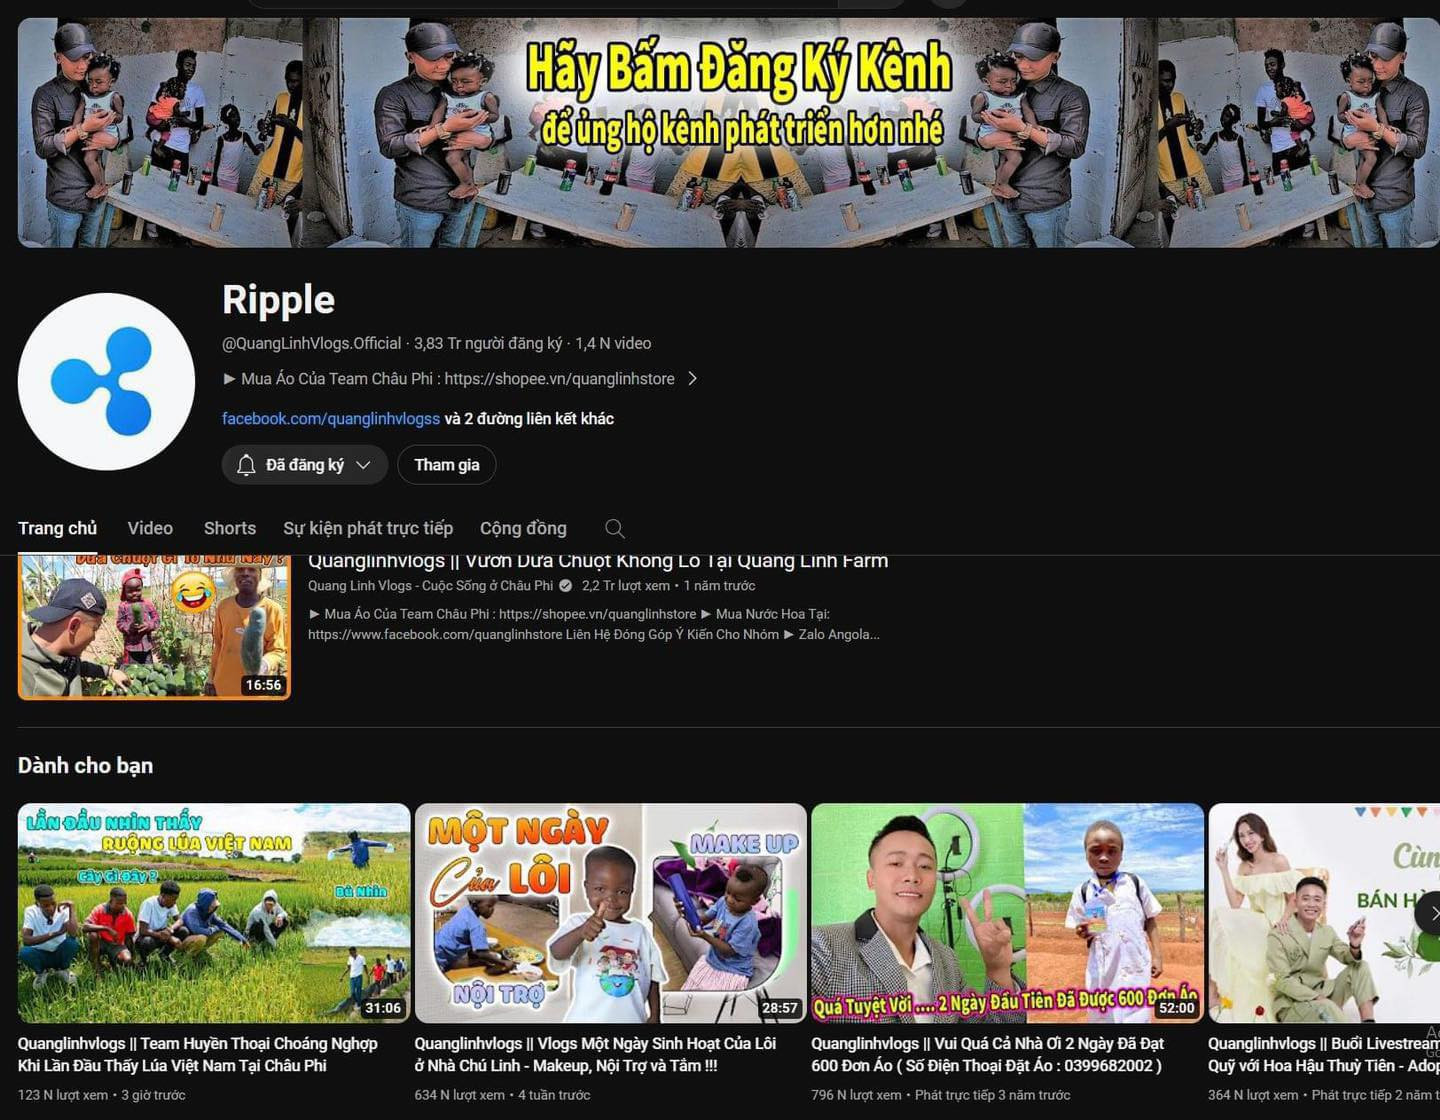 Hãy Bấm Đăng Ký Kênh
để ủng hộ kênh phát triển hơn nhé
Ripple
@QuangLinhVlogs.Official · 3,83 Tr người đăng ký · 1,4 N video
► Mua Áo Của Team Châu Phi : https://shopee.vn/quanglinhstore
facebook.com/quanglinhvlogss và 2 đường liên kết khác
Đã đăng ký
Tham gia
Trang chủ Video Shorts Sự kiện phát trực tiếp Cộng đồng
Dưa Chuột Gì To Như Này ?
16:56
Quanglinhvlogs || Vườn Dưa Chuột Khổng Lồ Tại Quang Linh Farm
Quang Linh Vlogs - Cuộc Sống ở Châu Phi 2,2 Tr lượt xem • 1 năm trước
► Mua Áo Của Team Châu Phi : https://shopee.vn/quanglinhstore ► Mua Nước Hoa Tại:
https://www.facebook.com/quanglinhstore Liên Hệ Đóng Góp Ý Kiến Cho Nhóm ► Zalo Angola...
Dành cho bạn
LẦN ĐẦU NHÌN THẤY
RUỘNG LÚA VIỆT NAM
Cây Gì Đây ?
Bù Nhìn
31:06
Quanglinhvlogs || Team Huyền Thoại Choáng Nghợp
Khi Lần Đầu Thấy Lúa Việt Nam Tại Châu Phi
123 N lượt xem • 3 giờ trước
MỘT NGÀY
Của LÔI
MAKE UP
NỘI TRỢ
28:57
Quanglinhvlogs || Vlogs Một Ngày Sinh Hoạt Của Lôi
ở Nhà Chú Linh - Makeup, Nội Trợ và Tắm !!!
634 N lượt xem • 4 tuần trước
Quá Tuyệt Vời .... 2 Ngày Đầu Tiên Đã Được 600 Đơn Áo
52:00
Quanglinhvlogs || Vui Quá Cả Nhà Ơi 2 Ngày Đã Đạt
600 Đơn Áo ( Số Điện Thoại Đặt Áo : 0399682002 )
796 N lượt xem • Phát trực tiếp 3 năm trước
Cùn
BÁN H
Quanglinhvlogs || Buổi Livestream
Quỹ với Hoa Hậu Thuỳ Tiên - Adop
364 N lượt xem • Phát trực tiếp 2 năm t